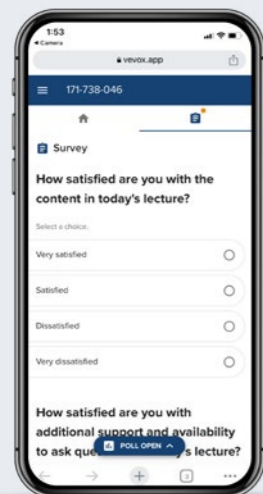 1:53
Camera
vevox.app
171-738-046
Survey
How satisfied are you with the
content in today's lecture?
Select a choice.
Very satisfied
Satisfied
Dissatisfied
Very dissatisfied
How satisfied are you with
additional support and availability
to ask que y's lecture?
POLL OPEN